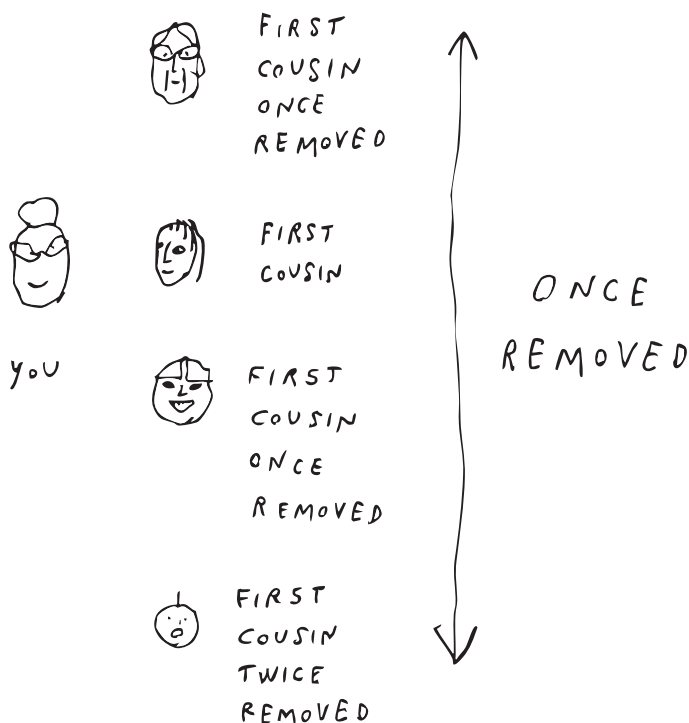 FIRST
COUSIN
ONCE
REMOVED
FIRST
COUSIN
YOU
FIRST
COUSIN
ONCE
REMOVED
FIRST
COUSIN
TWICE
REMOVED
ONCE
REMOVED